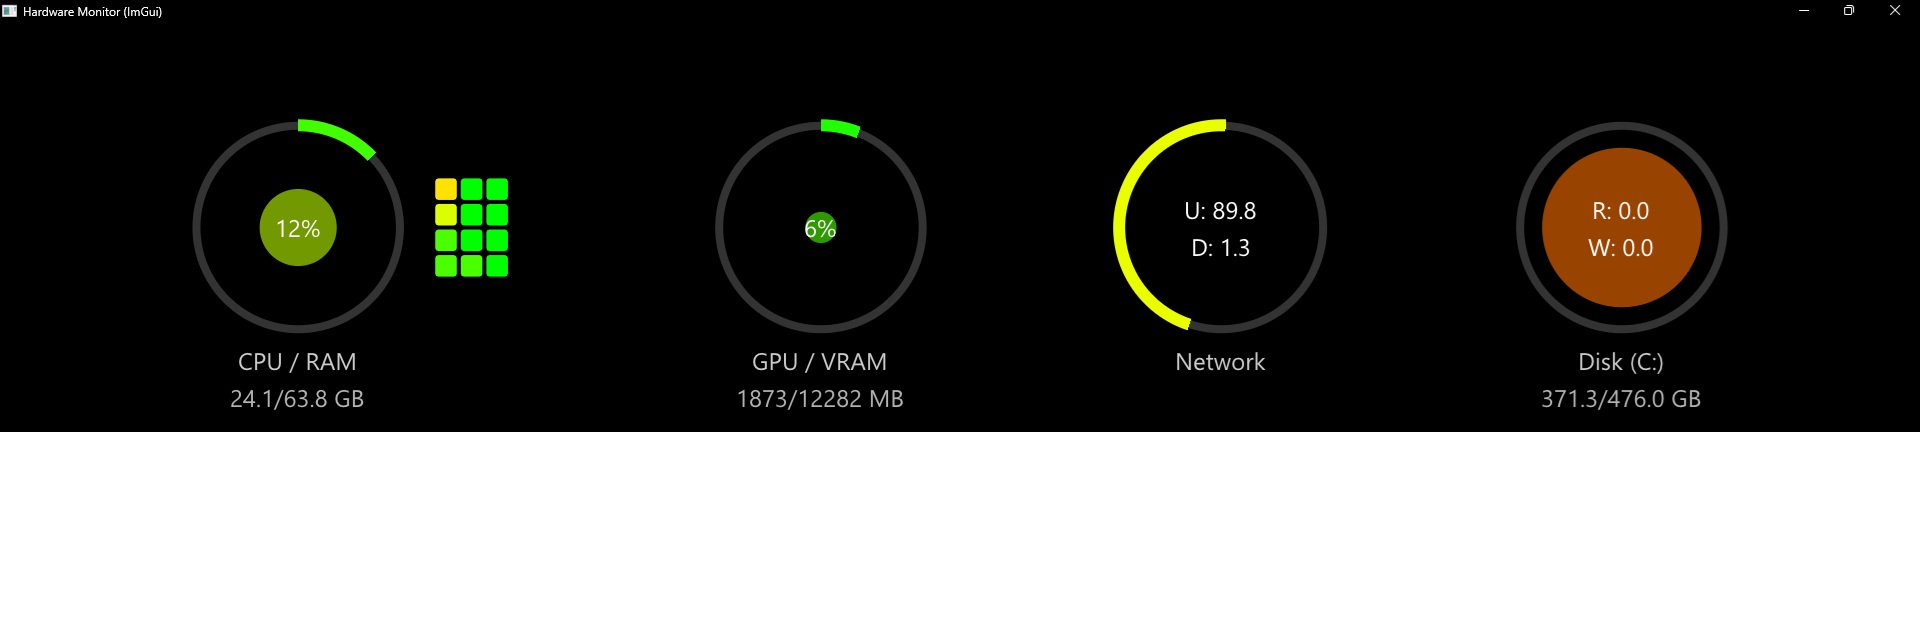 Hardware Monitor (ImGui)
12%
CPU / RAM
24.1/63.8 GB
6%
GPU / VRAM
1873/12282 MB
U: 89.8
D: 1.3
Network
R: 0.0
W: 0.0
Disk (C:)
371.3/476.0 GB